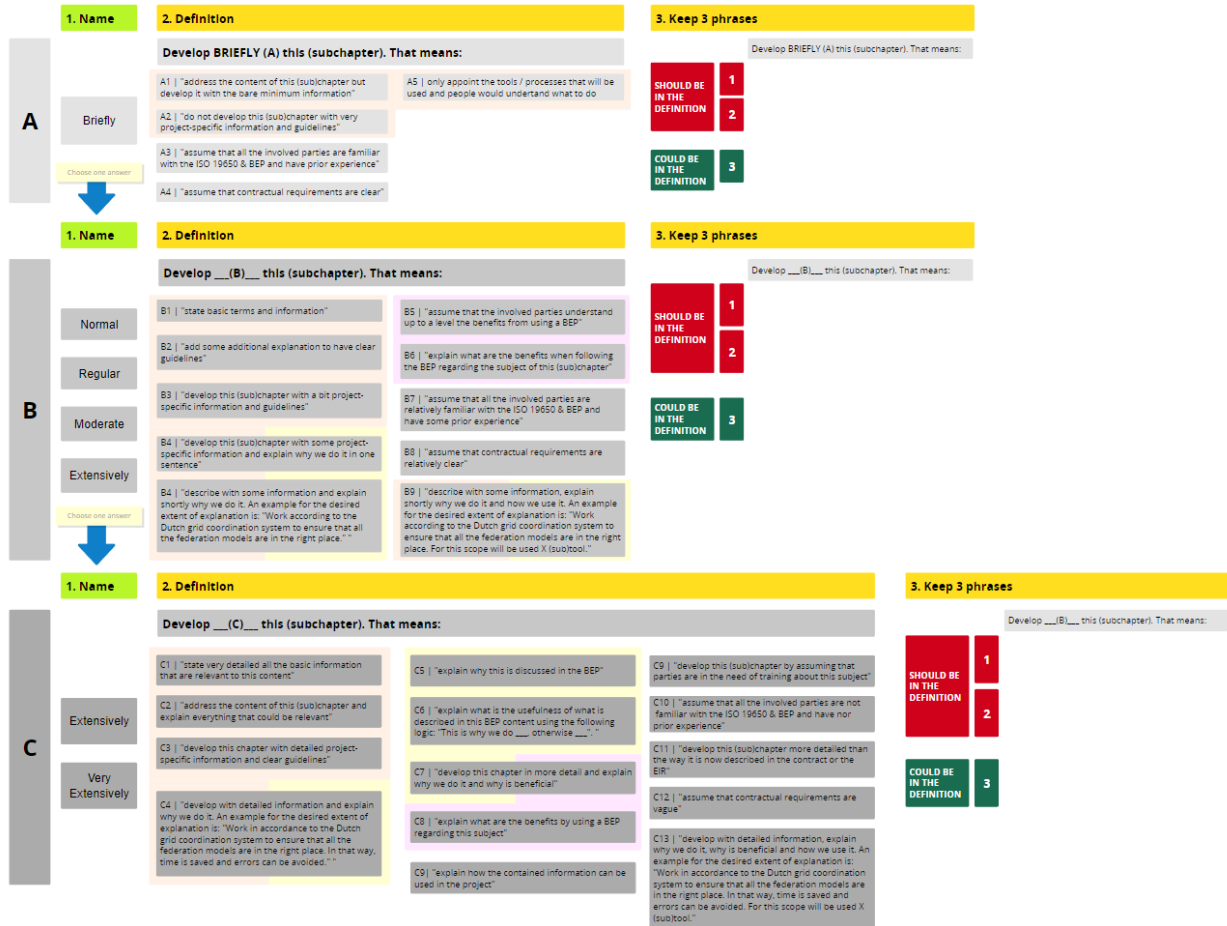 1. Name
2. Definition
3. Keep 3 phrases
A
Develop BRIEFLY (A) this (subchapter). That means:
Briefly
Choose one answer
A1 | "address the content of this (sub)chapter but
develop it with the bare minimum information"
A2 | "do not develop this (sub)chapter with very
project-specific information and guidelines"
A3 | "assume that all the involved parties are familiar
with the ISO 19650 & BEP and have prior experience"
A4 | "assume that contractual requirements are clear"
A5 | only appoint the tools / processes that will be
used and people would undertand what to do
Develop BRIEFLY (A) this (subchapter). That means:
SHOULD BE
IN THE
DEFINITION
1
2
COULD BE
IN THE
DEFINITION
3
1. Name
2. Definition
3. Keep 3 phrases
B
Develop ___(B)___ this (subchapter). That means:
Normal
Regular
Moderate
Extensively
Choose one answer
B1 | "state basic terms and information"
B2 | "add some additional explanation to have clear
guidelines"
B3 | "develop this (sub)chapter with a bit project-
specific information and guidelines"
B4 | "develop this (sub)chapter with some project-
specific information and explain why we do it in one
sentence"
B4 | "describe with some information and explain
shortly why we do it. An example for the desired
extent of explanation is: "Work according to the
Dutch grid coordination system to ensure that all
the federation models are in the right place." "
B5 | "assume that the involved parties understand
up to a level the benefits from using a BEP"
B6 | "explain what are the benefits when following
the BEP regarding the subject of this (sub)chapter"
B7 | "assume that all the involved parties are
relatively familiar with the ISO 19650 & BEP and
have some prior experience"
B8 | "assume that contractual requirements are
relatively clear"
B9 | "describe with some information, explain
shortly why we do it and how we use it. An example
for the desired extent of explanation is: "Work
according to the Dutch grid coordination system to
ensure that all the federation models are in the right
place. For this scope will be used X (sub)tool."
Develop ___(B)___ this (subchapter). That means:
SHOULD BE
IN THE
DEFINITION
1
2
COULD BE
IN THE
DEFINITION
3
1. Name
2. Definition
3. Keep 3 phrases
C
Develop ___(C)___ this (subchapter). That means:
Extensively
Very
Extensively
C1 | "state very detailed all the basic information
that are relevant to this content"
C2 | "address the content of this (sub)chapter and
explain everything that could be relevant"
C3 | "develop this chapter with detailed project-
specific information and clear guidelines"
C4 | "develop with detailed information and explain
why we do it. An example for the desired extent of
explanation is: "Work in accordance to the Dutch
grid coordination system to ensure that all the
federation models are in the right place. In that way,
time is saved and errors can be avoided." "
C5 | "explain why this is discussed in the BEP"
C6 | "explain what is the usefulness of what is
described in this BEP content using the following
logic: "This is why we do ___, otherwise ___". "
C7 | "develop this chapter in more detail and explain
why we do it and why is beneficial"
C8 | "explain what are the benefits by using a BEP
regarding this subject"
C9| "explain how the contained information can be
used in the project"
C9 | "develop this (sub)chapter by assuming that
parties are in the need of training about this subject"
C10 | "assume that all the involved parties are not
familiar with the ISO 19650 & BEP and have nor
prior experience"
C11 | "develop this (sub)chapter more detailed than
the way it is now described in the contract or the
EIR"
C12 | "assume that contractual requirements are
vague"
C13 | "develop with detailed information, explain
why we do it, why is beneficial and how we use it. An
example for the desired extent of explanation is:
"Work in accordance to the Dutch grid coordination
system to ensure that all the federation models are
in the right place. In that way, time is saved and
errors can be avoided. For this scope will be used X
(sub)tool."
Develop ___(B)___ this (subchapter). That means:
SHOULD BE
IN THE
DEFINITION
1
2
COULD BE
IN THE
DEFINITION
3